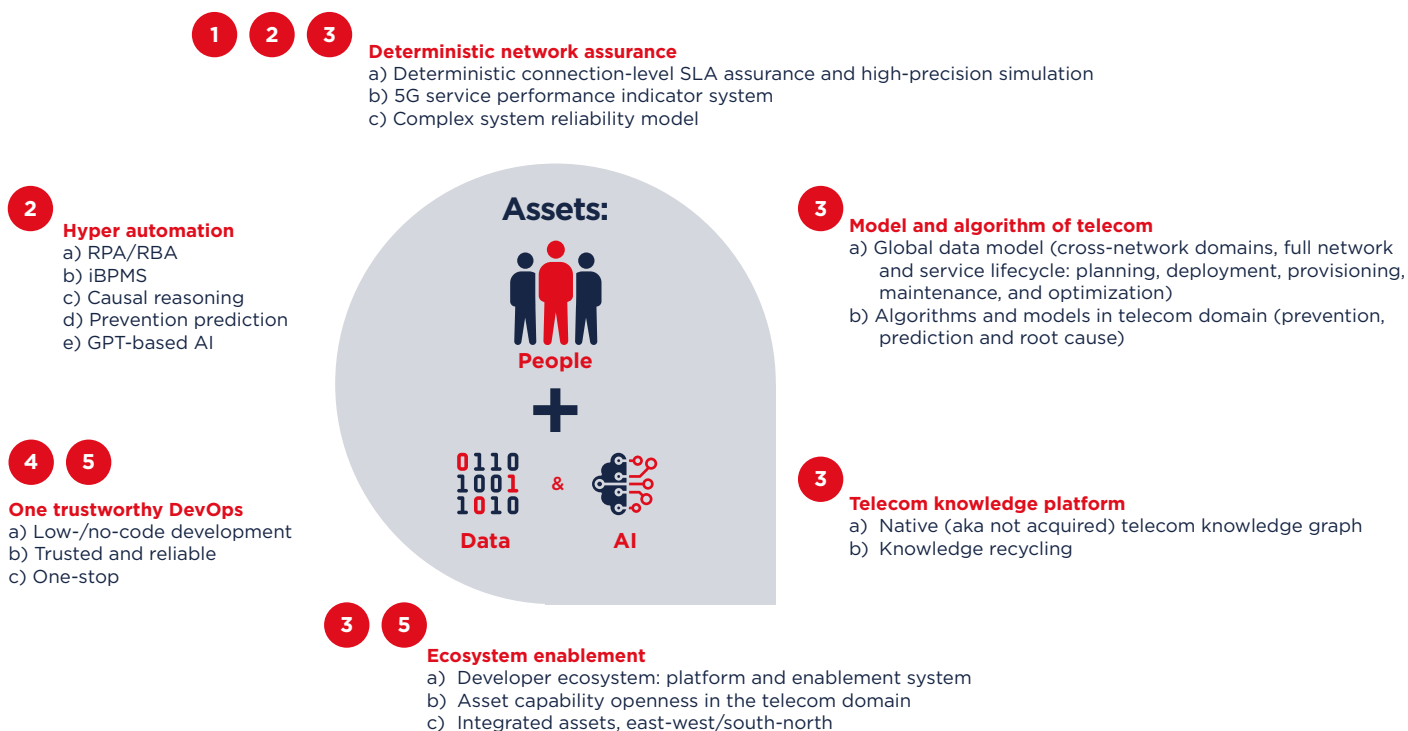 1 2 3
Deterministic network assurance
a) Deterministic connection-level SLA assurance and high-precision simulation
b) 5G service performance indicator system
c) Complex system reliability model
2
Hyper automation
a) RPA/RBA
b) iBPMS
c) Causal reasoning
d) Prevention prediction
e) GPT-based AI
4 5
One trustworthy DevOps
a) Low-/no-code development
b) Trusted and reliable
c) One-stop
Assets:
People
+
0110
1001
1010
&
Data
AI
3
Model and algorithm of telecom
a) Global data model (cross-network domains, full network
and service lifecycle: planning, deployment, provisioning,
maintenance, and optimization)
b) Algorithms and models in telecom domain (prevention,
prediction and root cause)
3
Telecom knowledge platform
a) Native (aka not acquired) telecom knowledge graph
b) Knowledge recycling
3 5
Ecosystem enablement
a) Developer ecosystem: platform and enablement system
b) Asset capability openness in the telecom domain
c) Integrated assets, east-west/south-north